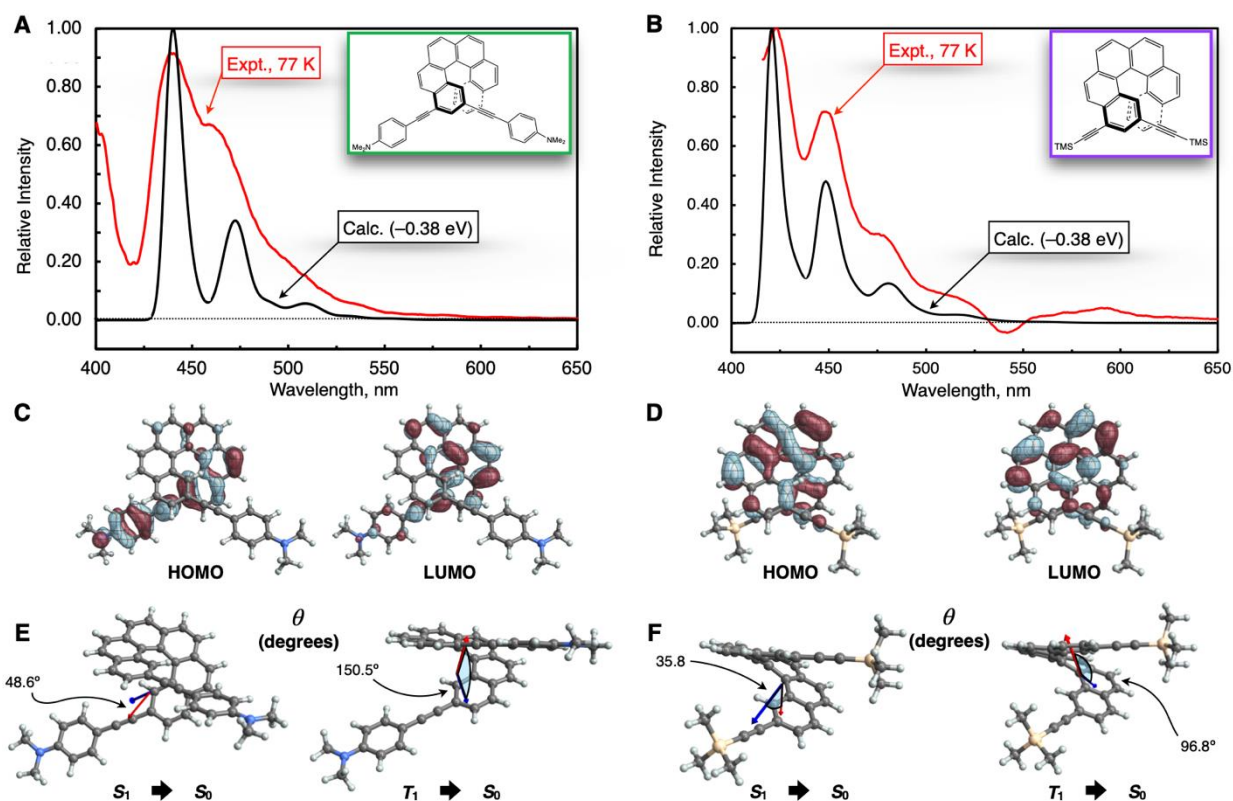 A
1.00
0.80
0.60
0.40
0.20
0.00
Relative Intensity
400 450 500 550 600 650
Wavelength, nm
Expt., 77 K
Calc. (–0.38 eV)
Me2N
NMe2
B
1.00
0.80
0.60
0.40
0.20
0.00
Relative Intensity
400 450 500 550 600 650
Wavelength, nm
Expt., 77 K
Calc. (–0.38 eV)
TMS
TMS
C
HOMO LUMO
D
HOMO LUMO
E
θ
(degrees)
48.6º
150.5º
S1 → S0
T1 → S0
F
θ
(degrees)
35.8
96.8º
S1 → S0
T1 → S0